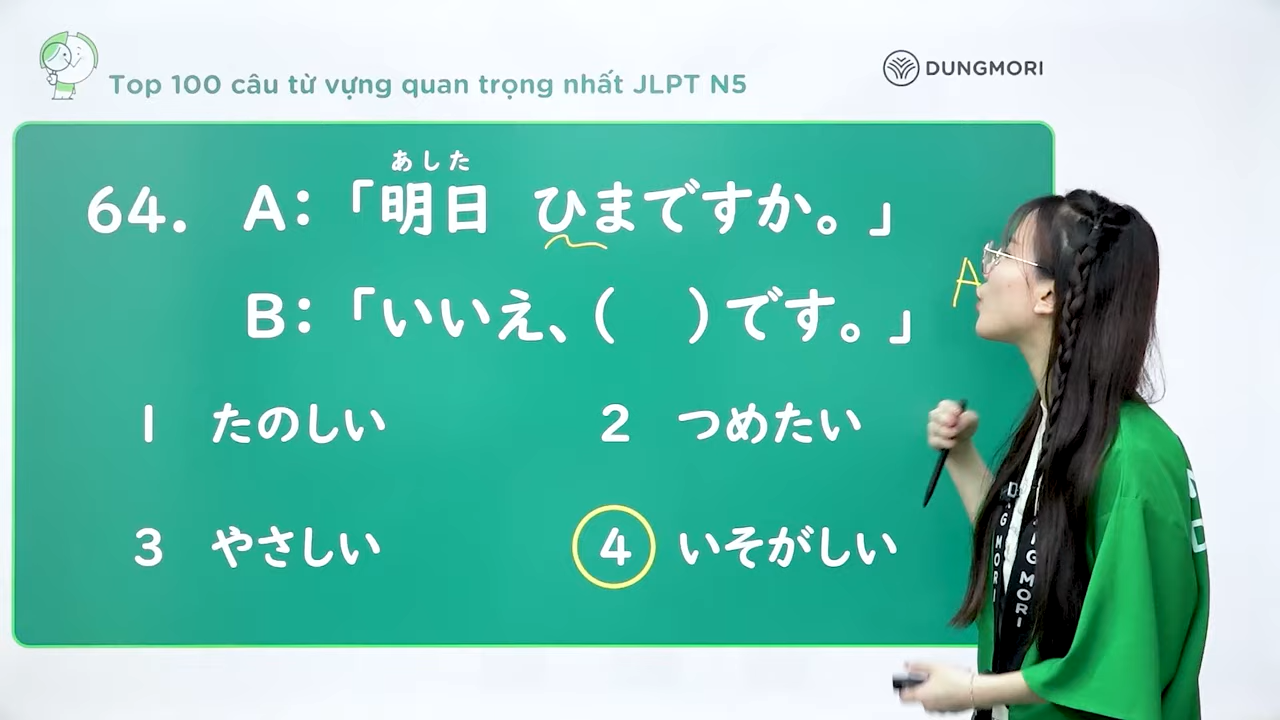 Top 100 câu từ vựng quan trọng nhất JLPT N5
DUNGMORI
あした
64. A:「明日 ひまですか。」
B:「いいえ、( )です。」
A
1 たのしい
2 つめたい
3 やさしい
4 いそがしい